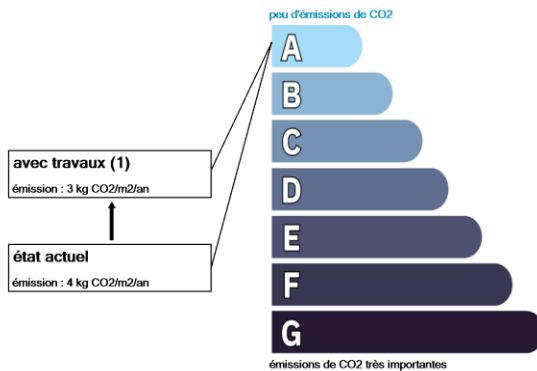 peu d'émissions de CO2
A
B
C
avec travaux (1)
émission : 3 kg CO2/m2/an
D
E
état actuel
émission : 4 kg CO2/m2/an
F
G
émissions de CO2 très importantes